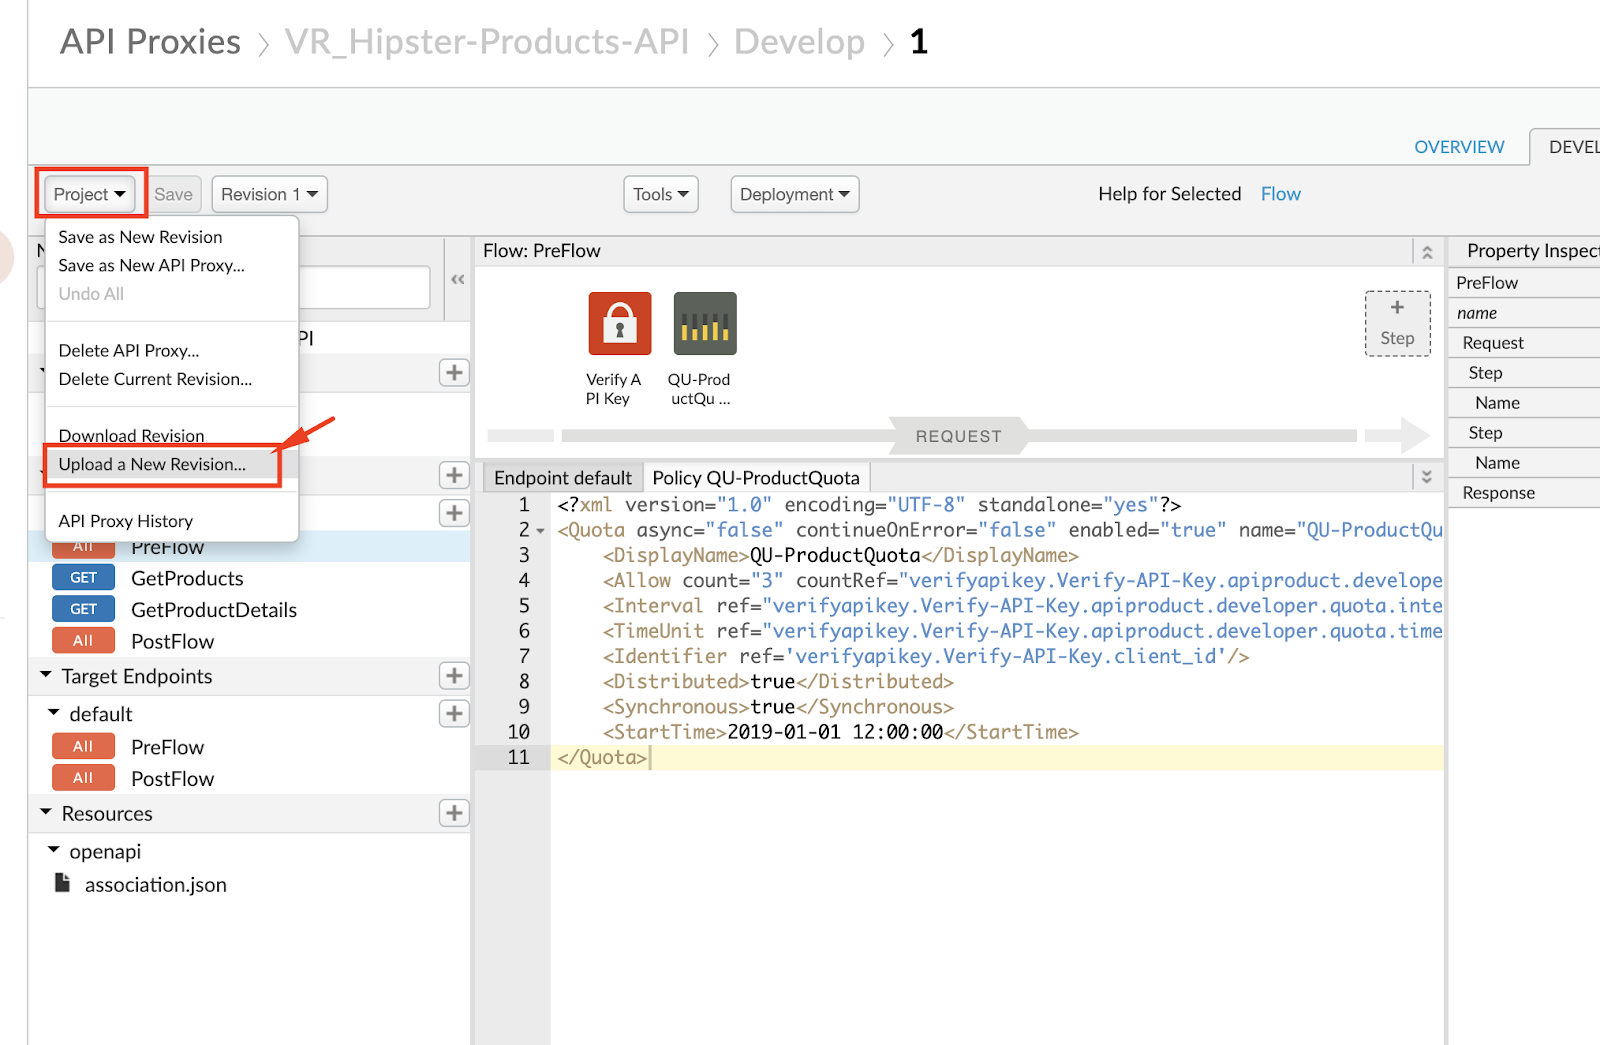 API Proxies > VR_Hipster-Products-API > Develop > 1
OVERVIEW
Project
Save
Revision 1
Tools
Deployment
Help for Selected
Flow
Save as New Revision
Save as New API Proxy...
Undo All
Delete API Proxy...
Delete Current Revision...
Download Revision
Upload a New Revision...
API Proxy History
PI
All PreFlow
GET GetProducts
GET GetProductDetails
All PostFlow
Target Endpoints
default
All PreFlow
All PostFlow
Resources
openapi
association.json
Flow: PreFlow
Verify A
PI Key
QU-Prod
uctQu ...
+
Step
REQUEST
Endpoint default
Policy QU-ProductQuota
1 <?xml version="1.0" encoding="UTF-8" standalone="yes"?>
2 <Quota async="false" continueOnError="false" enabled="true" name="QU-ProductQu
3 <DisplayName>QU-ProductQuota</DisplayName>
4 <Allow count="3" countRef="verifyapikey.Verify-API-Key.apiproduct.develope
5 <Interval ref="verifyapikey.Verify-API-Key.apiproduct.developer.quota.inte
6 <TimeUnit ref="verifyapikey.Verify-API-Key.apiproduct.developer.quota.time
7 <Identifier ref='verifyapikey.Verify-API-Key.client_id'/>
8 <Distributed>true</Distributed>
9 <Synchronous>true</Synchronous>
10 <StartTime>2019-01-01 12:00:00</StartTime>
11 </Quota>
Property Inspect
PreFlow
name
Request
Step
Name
Step
Name
Response